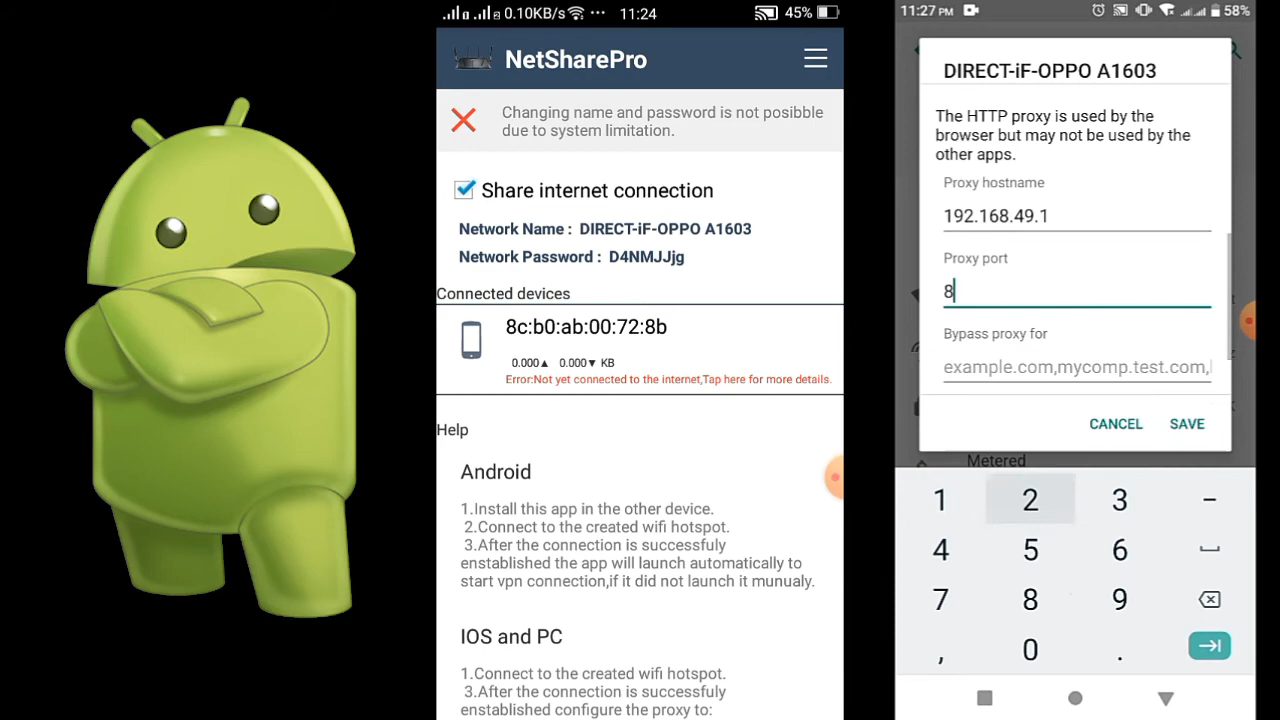 0.10KB/s ··· 11:24 45%
NetSharePro
Changing name and password is not posibble
due to system limitation.
Share internet connection
Network Name : DIRECT-iF-OPPO A1603
Network Password : D4NMJJjg
Connected devices
8c:b0:ab:00:72:8b
0.000▲ 0.000▼ KB
Error:Not yet connected to the internet,Tap here for more details.
Help
Android
1.Install this app in the other device.
2.Connect to the created wifi hotspot.
3.After the connection is successfuly
enstablished the app will launch automatically to
start vpn connection,if it did not launch it munualy.
IOS and PC
1.Connect to the created wifi hotspot.
3.After the connection is successfuly
enstablished configure the proxy to:
11:27 PM 58%
DIRECT-iF-OPPO A1603
The HTTP proxy is used by the
browser but may not be used by the
other apps.
Proxy hostname
192.168.49.1
Proxy port
8
Bypass proxy for
example.com,mycomp.test.com,
CANCEL SAVE
Metered
1 2 3 –
4 5 6
7 8 9
, 0 .